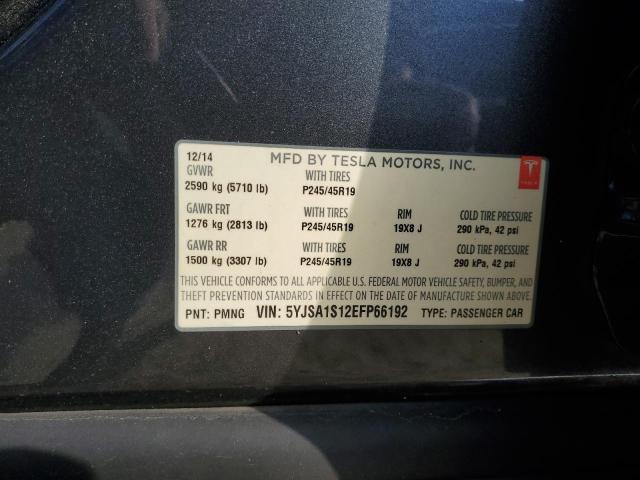 12/14 MFD BY TESLA MOTORS, INC.
GVWR WITH TIRES
2590 kg (5710 lb) P245/45R19
TESLA
GAWR FRT WITH TIRES RIM COLD TIRE PRESSURE
1276 kg (2813 lb) P245/45R19 19X8 J 290 kPa, 42 psi
GAWR RR WITH TIRES RIM COLD TIRE PRESSURE
1500 kg (3307 lb) P245/45R19 19X8 J 290 kPa, 42 psi
THIS VEHICLE CONFORMS TO ALL APPLICABLE U.S. FEDERAL MOTOR VEHICLE SAFETY, BUMPER, AND
THEFT PREVENTION STANDARDS IN EFFECT ON THE DATE OF MANUFACTURE SHOWN ABOVE.
PNT: PMNG VIN: 5YJSA1S12EFP66192 TYPE: PASSENGER CAR